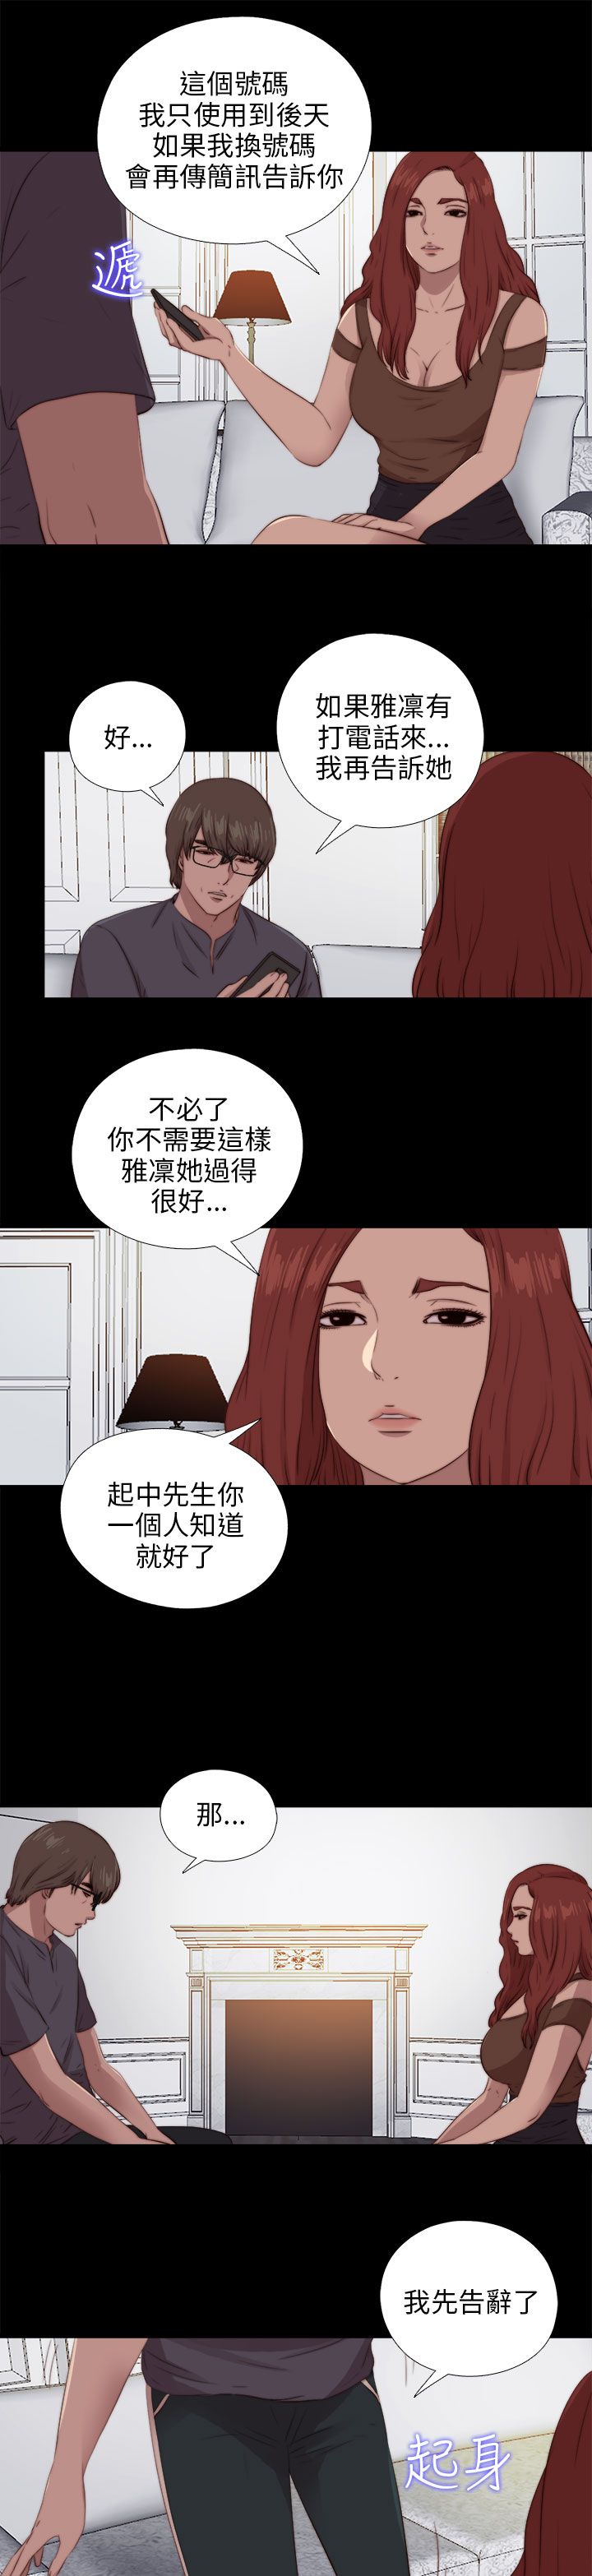 這個號碼
我只使用到後天
如果我換號碼
會再傳簡訊告訴你
遞
好...
如果雅凜有
打電話來...
我再告訴她
不必了
你不需要這樣
雅凜她過得
很好...
起中先生你
一個人知道
就好了
那...
我先告辭了
起身